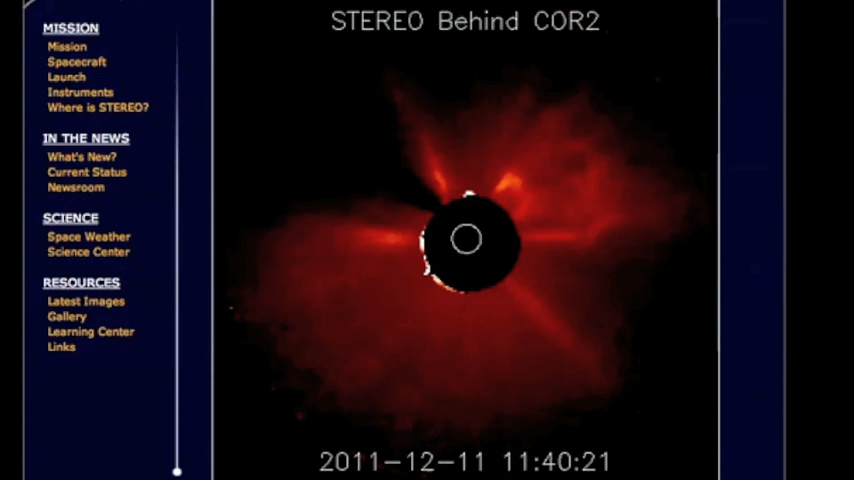 MISSION
Mission
Spacecraft
Launch
Instruments
Where is STEREO?
IN THE NEWS
What's New?
Current Status
Newsroom
SCIENCE
Space Weather
Science Center
RESOURCES
Latest Images
Gallery
Learning Center
Links
STEREO Behind COR2
2011-12-11 11:40:21